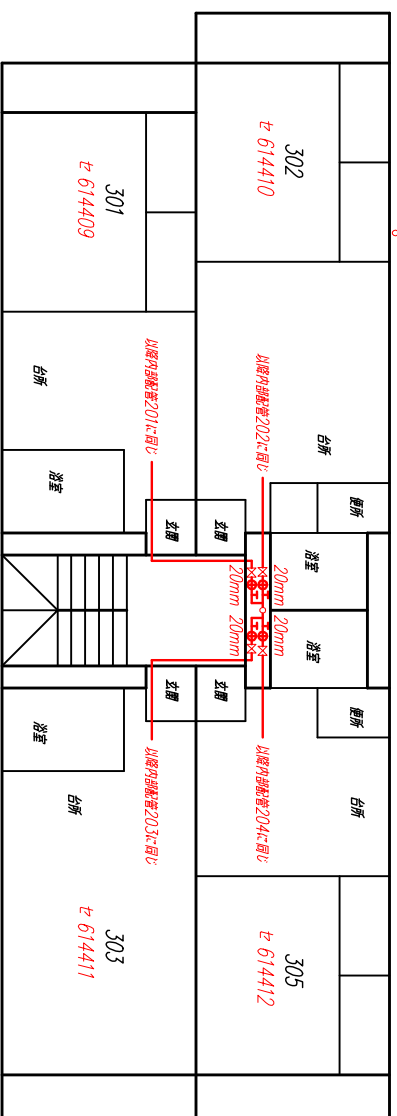 302
セ 614410
301
セ 614409
台所
浴室
以降内部配管201に同じ
以降内部配管202に同じ
台所
便所
浴室
玄関
玄関
20mm
20mm
20mm
20mm
浴室
玄関
玄関
便所
浴室
台所
台所
以降内部配管203に同じ
以降内部配管204に同じ
303
セ 614411
305
セ 614412